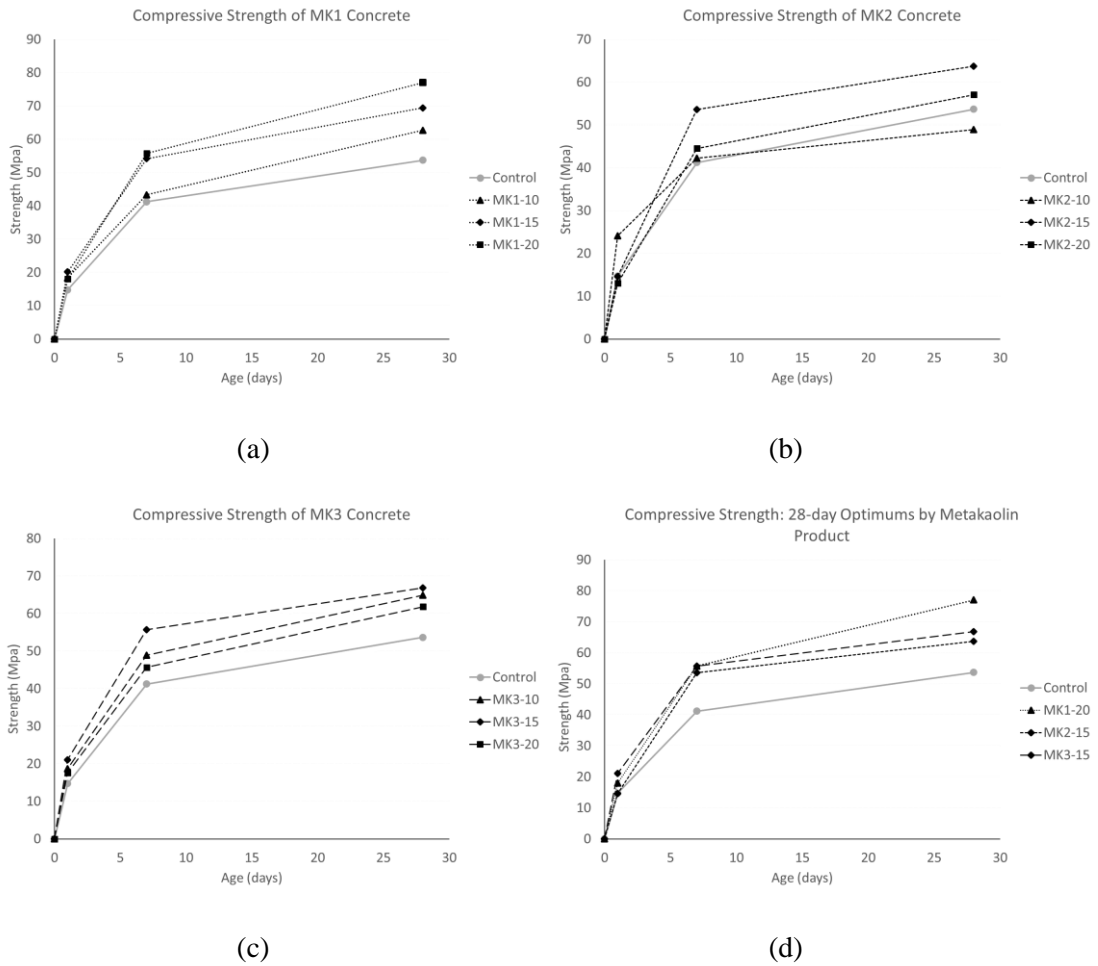 Compressive Strength of MK1 Concrete
90
80
70
60
50
40
30
20
10
0
Strength (Mpa)
0 5 10 15 20 25 30
Age (days)
Control
MK1-10
MK1-15
MK1-20
(a)
Compressive Strength of MK2 Concrete
70
60
50
40
30
20
10
0
Strength (Mpa)
0 5 10 15 20 25 30
Age (days)
Control
MK2-10
MK2-15
MK2-20
(b)
Compressive Strength of MK3 Concrete
80
70
60
50
40
30
20
10
0
Strength (Mpa)
0 5 10 15 20 25 30
Age (days)
Control
MK3-10
MK3-15
MK3-20
(c)
Compressive Strength: 28-day Optimums by Metakaolin
Product
90
80
70
60
50
40
30
20
10
0
Strength (Mpa)
0 5 10 15 20 25 30
Age (days)
Control
MK1-20
MK2-15
MK3-15
(d)